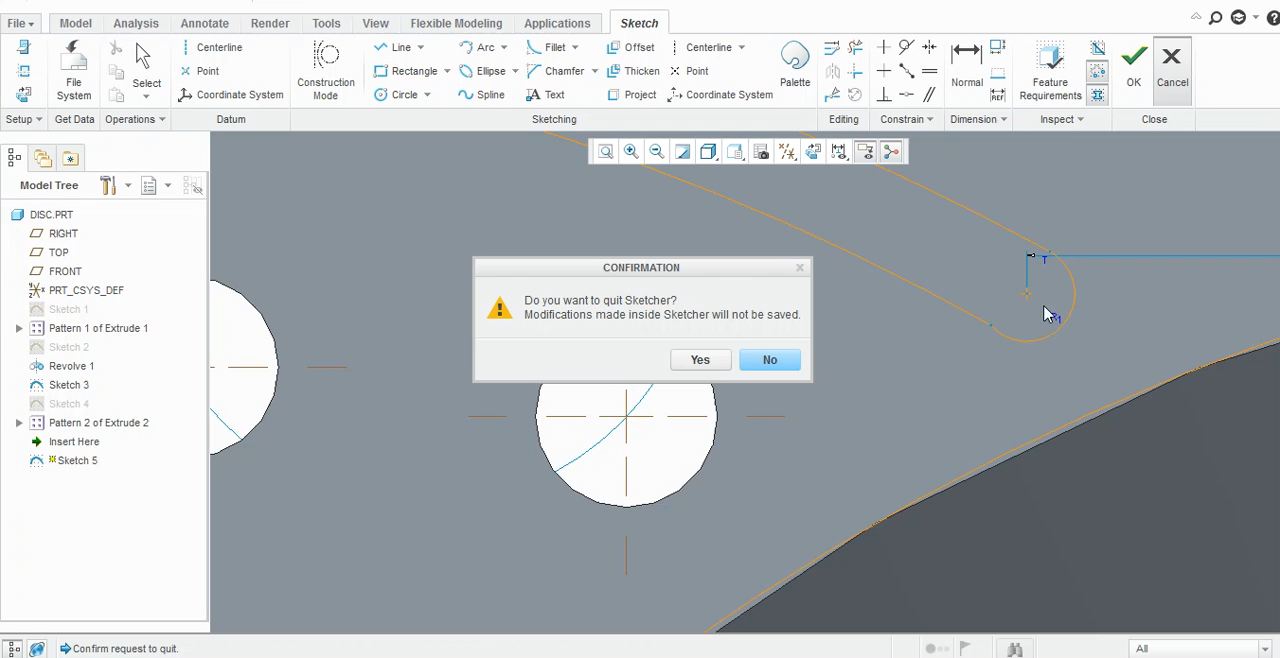 File
Model
Analysis
Annotate
Render
Tools
View
Flexible Modeling
Applications
Sketch
File
System
Select
Centerline
Point
Coordinate System
Construction
Mode
Line
Rectangle
Circle
Arc
Ellipse
Spline
Fillet
Chamfer
Text
Offset
Thicken
Project
Centerline
Point
Coordinate System
Palette
Normal
REF
Feature
Requirements
OK
Cancel
Setup
Get Data
Operations
Datum
Sketching
Editing
Constrain
Dimension
Inspect
Close
Model Tree
DISC.PRT
RIGHT
TOP
FRONT
PRT_CSYS_DEF
Sketch 1
Pattern 1 of Extrude 1
Sketch 2
Revolve 1
Sketch 3
Sketch 4
Pattern 2 of Extrude 2
Insert Here
Sketch 5
CONFIRMATION
Do you want to quit Sketcher?
Modifications made inside Sketcher will not be saved.
Yes
No
T
Confirm request to quit.
All